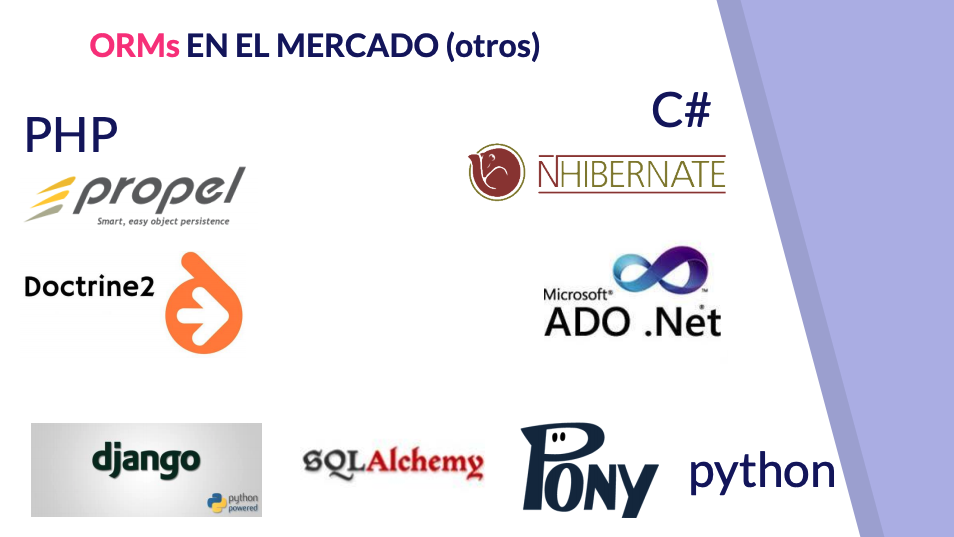 ORMs EN EL MERCADO (otros)
C#
PHP
NHIBERNATE
propel
Smart, easy object persistence
Doctrine2
Microsoft®
ADO .Net™
django
python
powered
SQLAlchemy
PONY
python